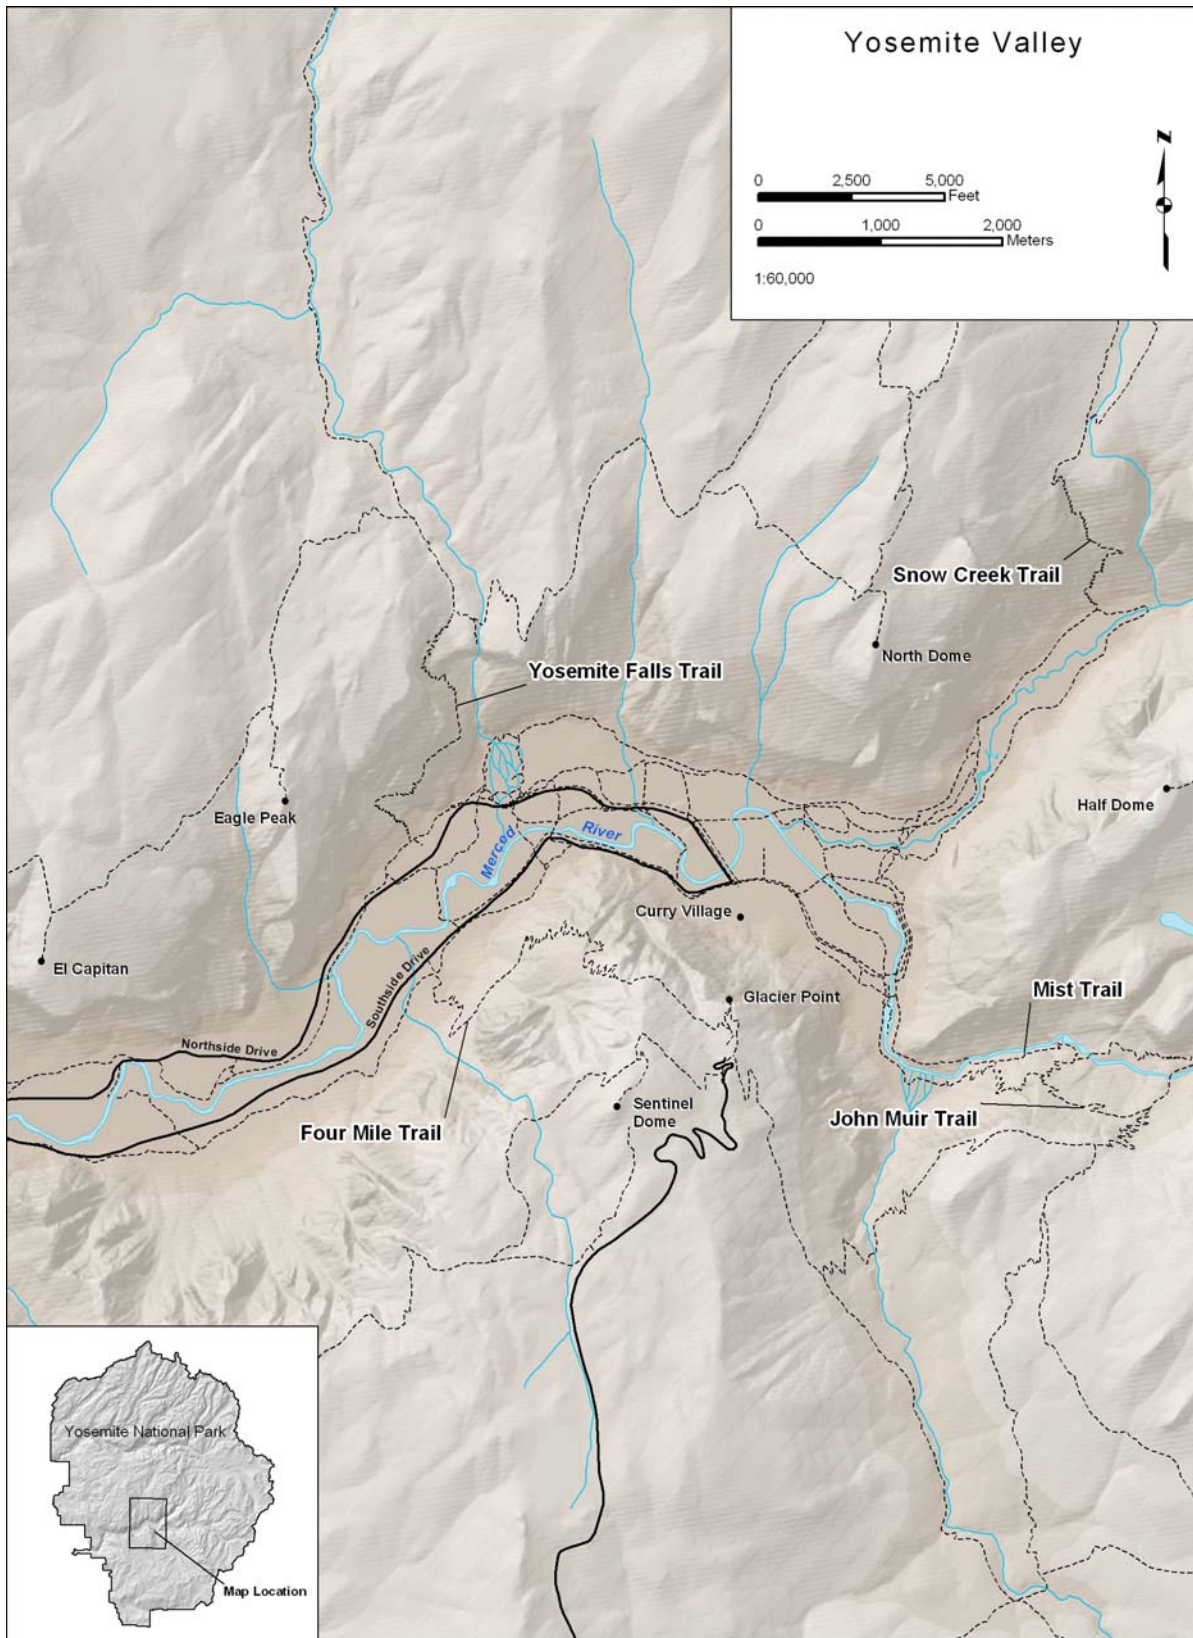 Yosemite Valley
N
0 2,500 5,000
Feet
0 1,000 2,000
Meters
1:60,000
Snow Creek Trail
North Dome
Yosemite Falls Trail
Half Dome
Eagle Peak
Merced River
Curry Village
El Capitan
Southside Drive
Glacier Point
Mist Trail
Northside Drive
Sentinel
Dome
John Muir Trail
Four Mile Trail
Yosemite National Park
Map Location